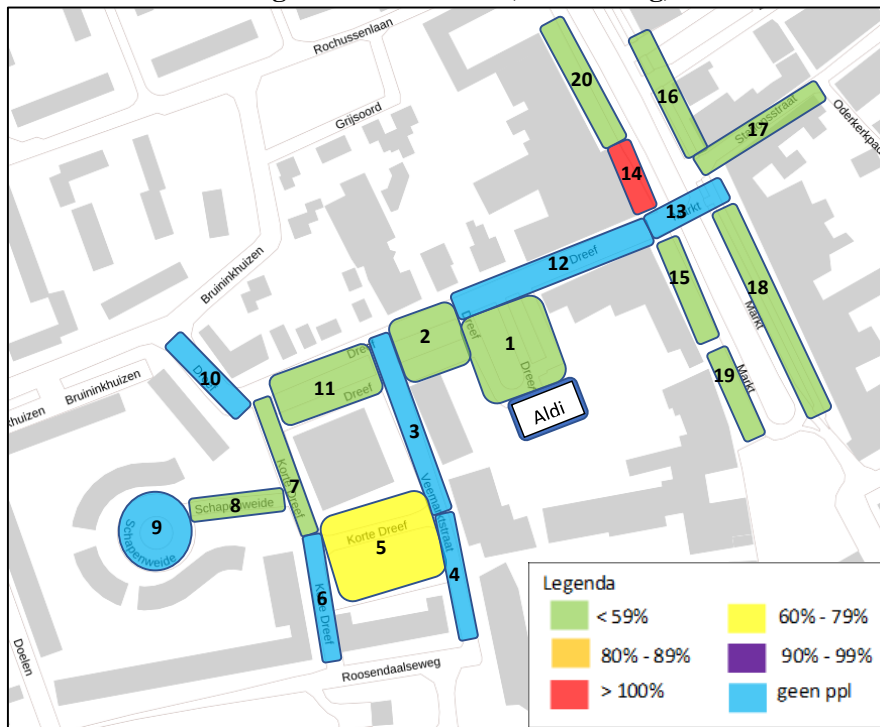 Rochussenlaan
Grijsoord
20
16
Oderkerkpad
17
14
13
Markt
12
Dreef
Bruininkhuizen
18
15
Markt
2
Dreef
1
Dreef
Dreef
10
Dreef
Bruininkhuizen
11
Dreef
19
Markt
Aldi
khuizen
3
Korte Dreef
7
Schapenweide
8
Veemarktstraat
9
Schapenweide
Korte Dreef
5
4
6
Korte Dreef
Doelen
Roosendaalseweg
Legenda
< 59%
60% - 79%
80% - 89%
90% - 99%
> 100%
geen ppl